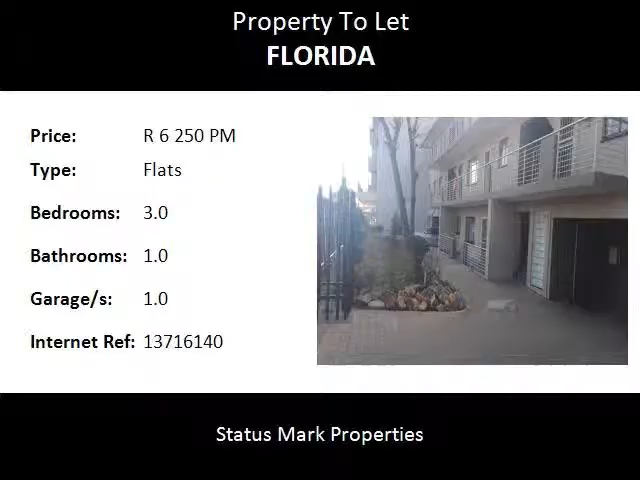 Property To Let
FLORIDA
Price: R 6 250 PM
Type: Flats
Bedrooms: 3.0
Bathrooms: 1.0
Garage/s: 1.0
Internet Ref: 13716140
Status Mark Properties